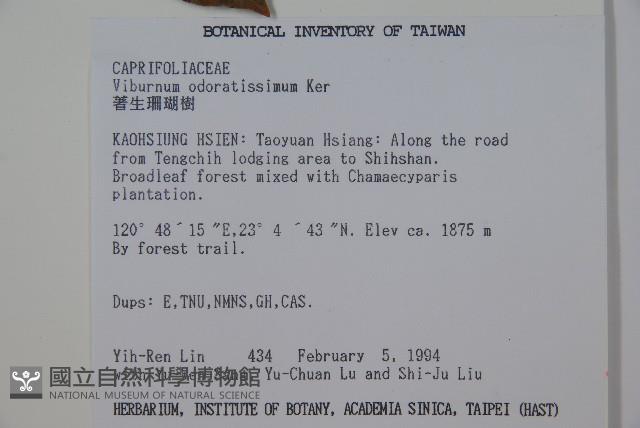 BOTANICAL INVENTORY OF TAIWAN
CAPRIFOLIACEAE
Viburnum odoratissimum Ker
著生珊瑚樹
KAOHSIUNG HSIEN: Taoyuan Hsiang: Along the road
from Tengchih lodging area to Shihshan.
Broadleaf forest mixed with Chamaecyparis
plantation.
120° 48´15 "E,23° 4 ´43 "N. Elev ca. 1875 m
By forest trail.
Dups: E,TNU,NMNS,GH,CAS.
Yih-Ren Lin 434 February 5, 1994
Yu-Chuan Lu and Shi-Ju Liu
國立自然科學博物館
NATIONAL MUSEUM OF NATURAL SCIENCE
HERBARIUM, INSTITUTE OF BOTANY, ACADEMIA SINICA, TAIPEI (HAST)